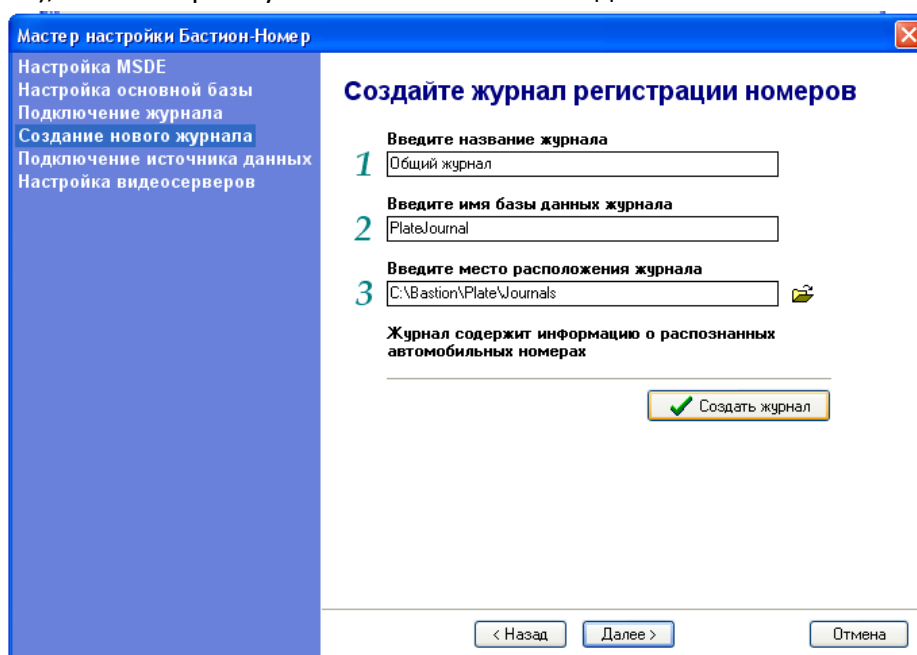 Мастер настройки Бастион-Номер
Настройка MSDE
Настройка основной базы
Подключение журнала
Создание нового журнала
Подключение источника данных
Настройка видеосерверов
Создайте журнал регистрации номеров
Введите название журнала
1 Общий журнал
Введите имя базы данных журнала
2 PlateJournal
Введите место расположения журнала
3 C:\Bastion\Plate\Journals
Журнал содержит информацию о распознанных
автомобильных номерах
Создать журнал
< Назад Далее > Отмена